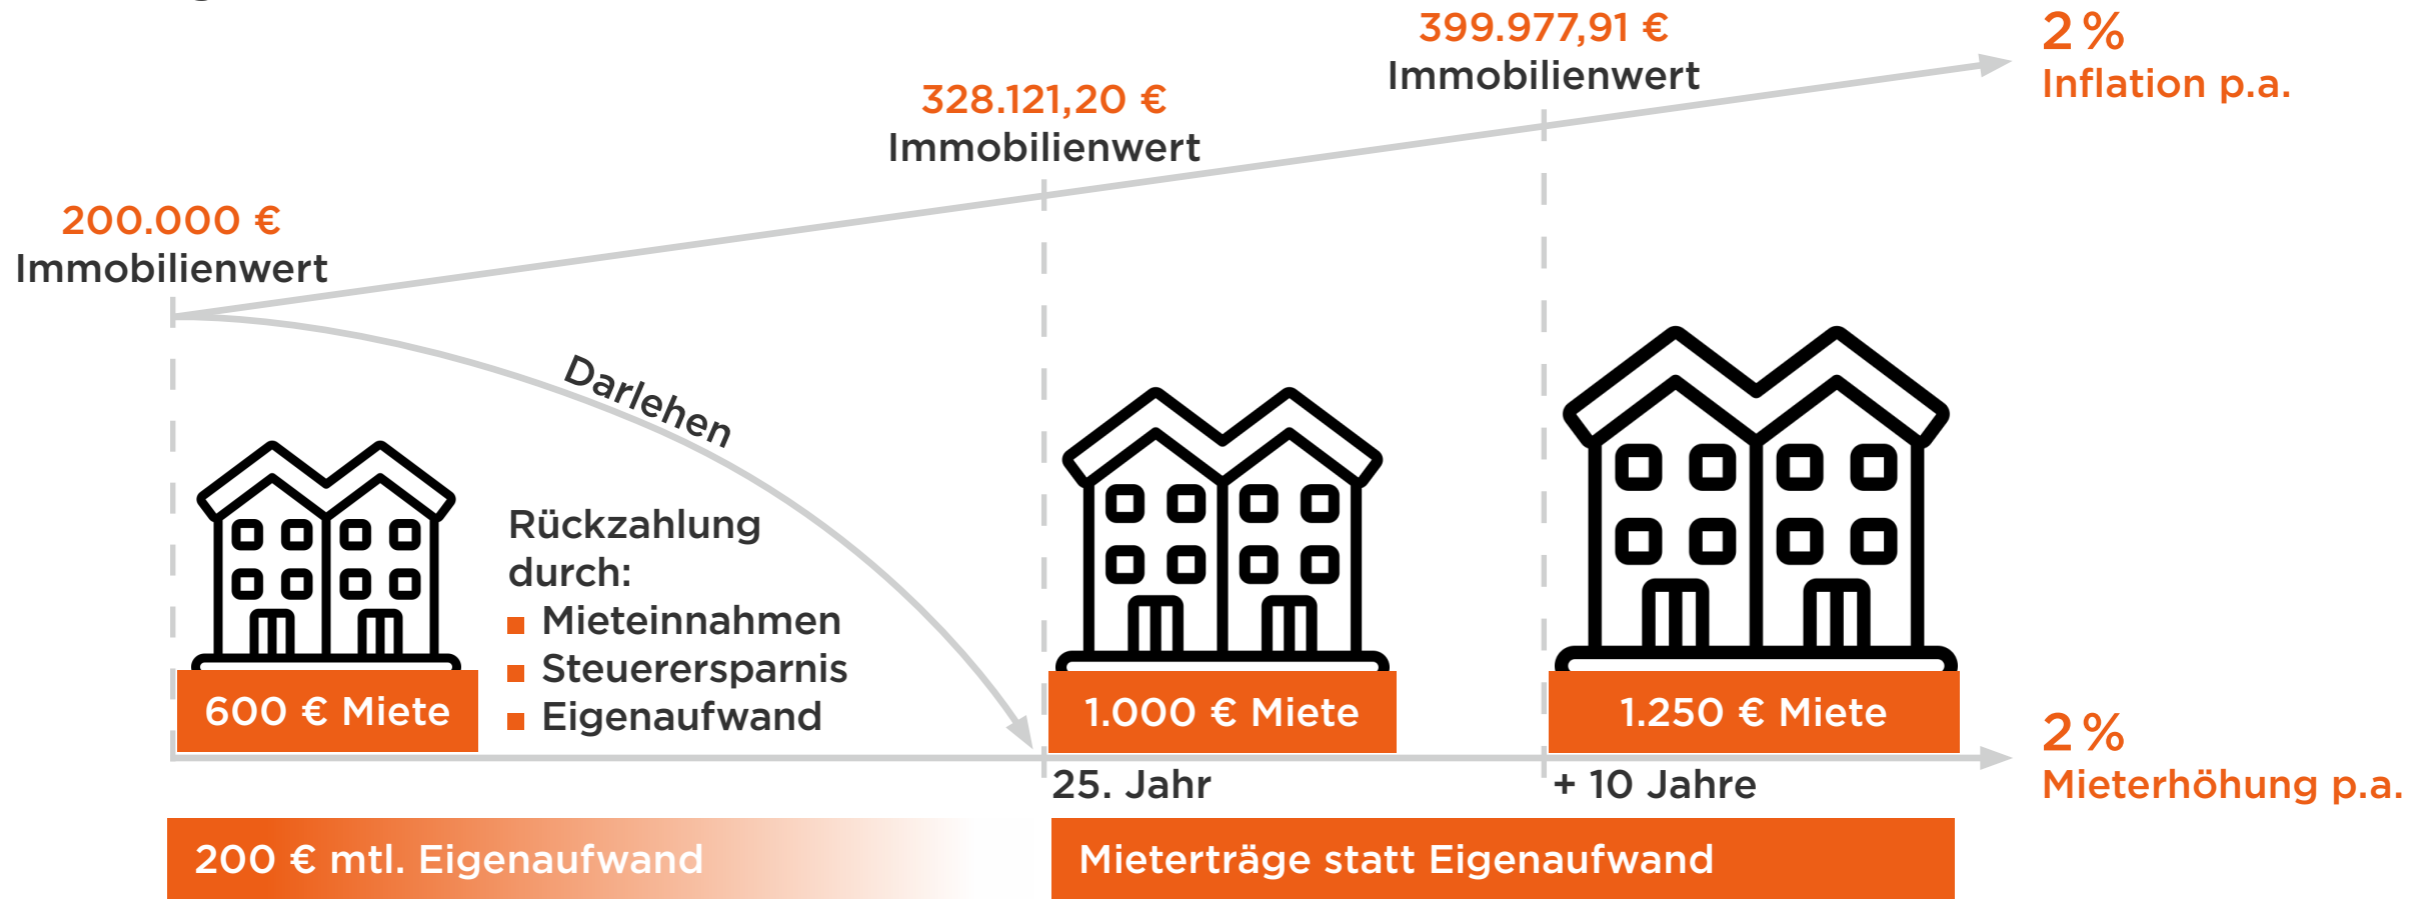 399.977,91 €
Immobilienwert
2 %
Inflation p.a.
328.121,20 €
Immobilienwert
200.000 €
Immobilienwert
Darlehen
Rückzahlung
durch:
Mieteinnahmen
Steuerersparnis
Eigenaufwand
600 € Miete
1.000 € Miete
1.250 € Miete
2 %
Mieterhöhung p.a.
25. Jahr
+ 10 Jahre
200 € mtl. Eigenaufwand
Mieterträge statt Eigenaufwand